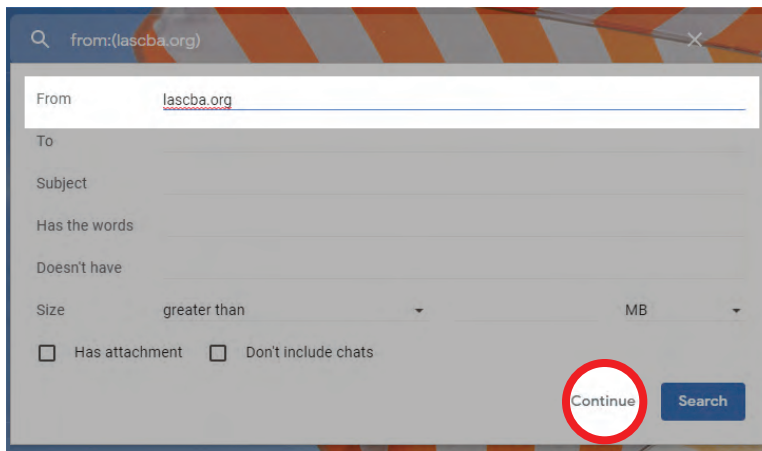 from:(lascba.org)
From lascba.org
To
Subject
Has the words
Doesn't have
Size greater than MB
Has attachment Don't include chats
Continue Search